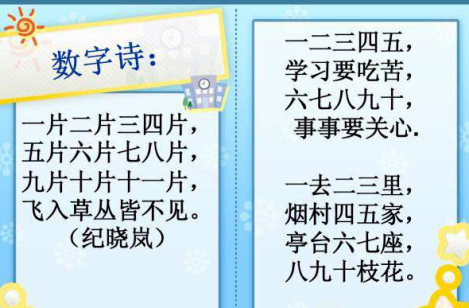 数字诗：
一片二片三四片，
五片六片七八片，
九片十片十一片，
飞入草丛皆不见。
（纪晓岚）
一二三四五，
学习要吃苦，
六七八九十，
事事要关心.
一去二三里，
烟村四五家，
亭台六七座，
八九十枝花。